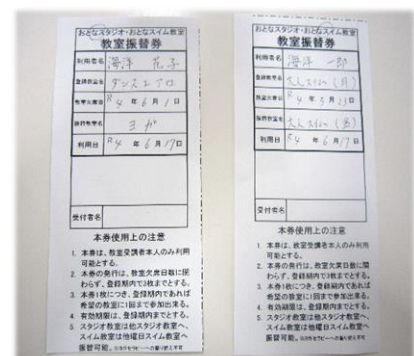 おとなスタジオ・おとなスイム教室
教室振替券
利用者名 海洋 花子
登録教室名 ダンスエアロ
教室欠席日 R4年6月1日
振替教室名 ヨガ
利用日 R4年6月17日
受付者名
本券使用上の注意
1. 本券は、教室受講者本人のみ利用
可能とする。
2. 本券の発行は、教室欠席日数に関
わらず、登録期内で3枚までとする。
3. 本券1枚につき、登録期内であれば
希望の教室に1回まで参加出来る。
4. 有効期限は、登録期内までとする。
5. スタジオ教室は他スタジオ教室へ、
スイム教室は他曜日スイム教室へ
振替可能。
おとなスタジオ・おとなスイム教室
教室振替券
利用者名 海洋 一郎
登録教室名 大人スイム(月)
教室欠席日 R4年5月23日
振替教室名 大人スイム(金)
利用日 R4年6月17日
受付者名
本券使用上の注意
1. 本券は、教室受講者本人のみ利用
可能とする。
2. 本券の発行は、教室欠席日数に関
わらず、登録期内で3枚までとする。
3. 本券1枚につき、登録期内であれば
希望の教室に1回まで参加出来る。
4. 有効期限は、登録期内までとする。
5. スタジオ教室は他スタジオ教室へ、
スイム教室は他曜日スイム教室へ
振替可能。